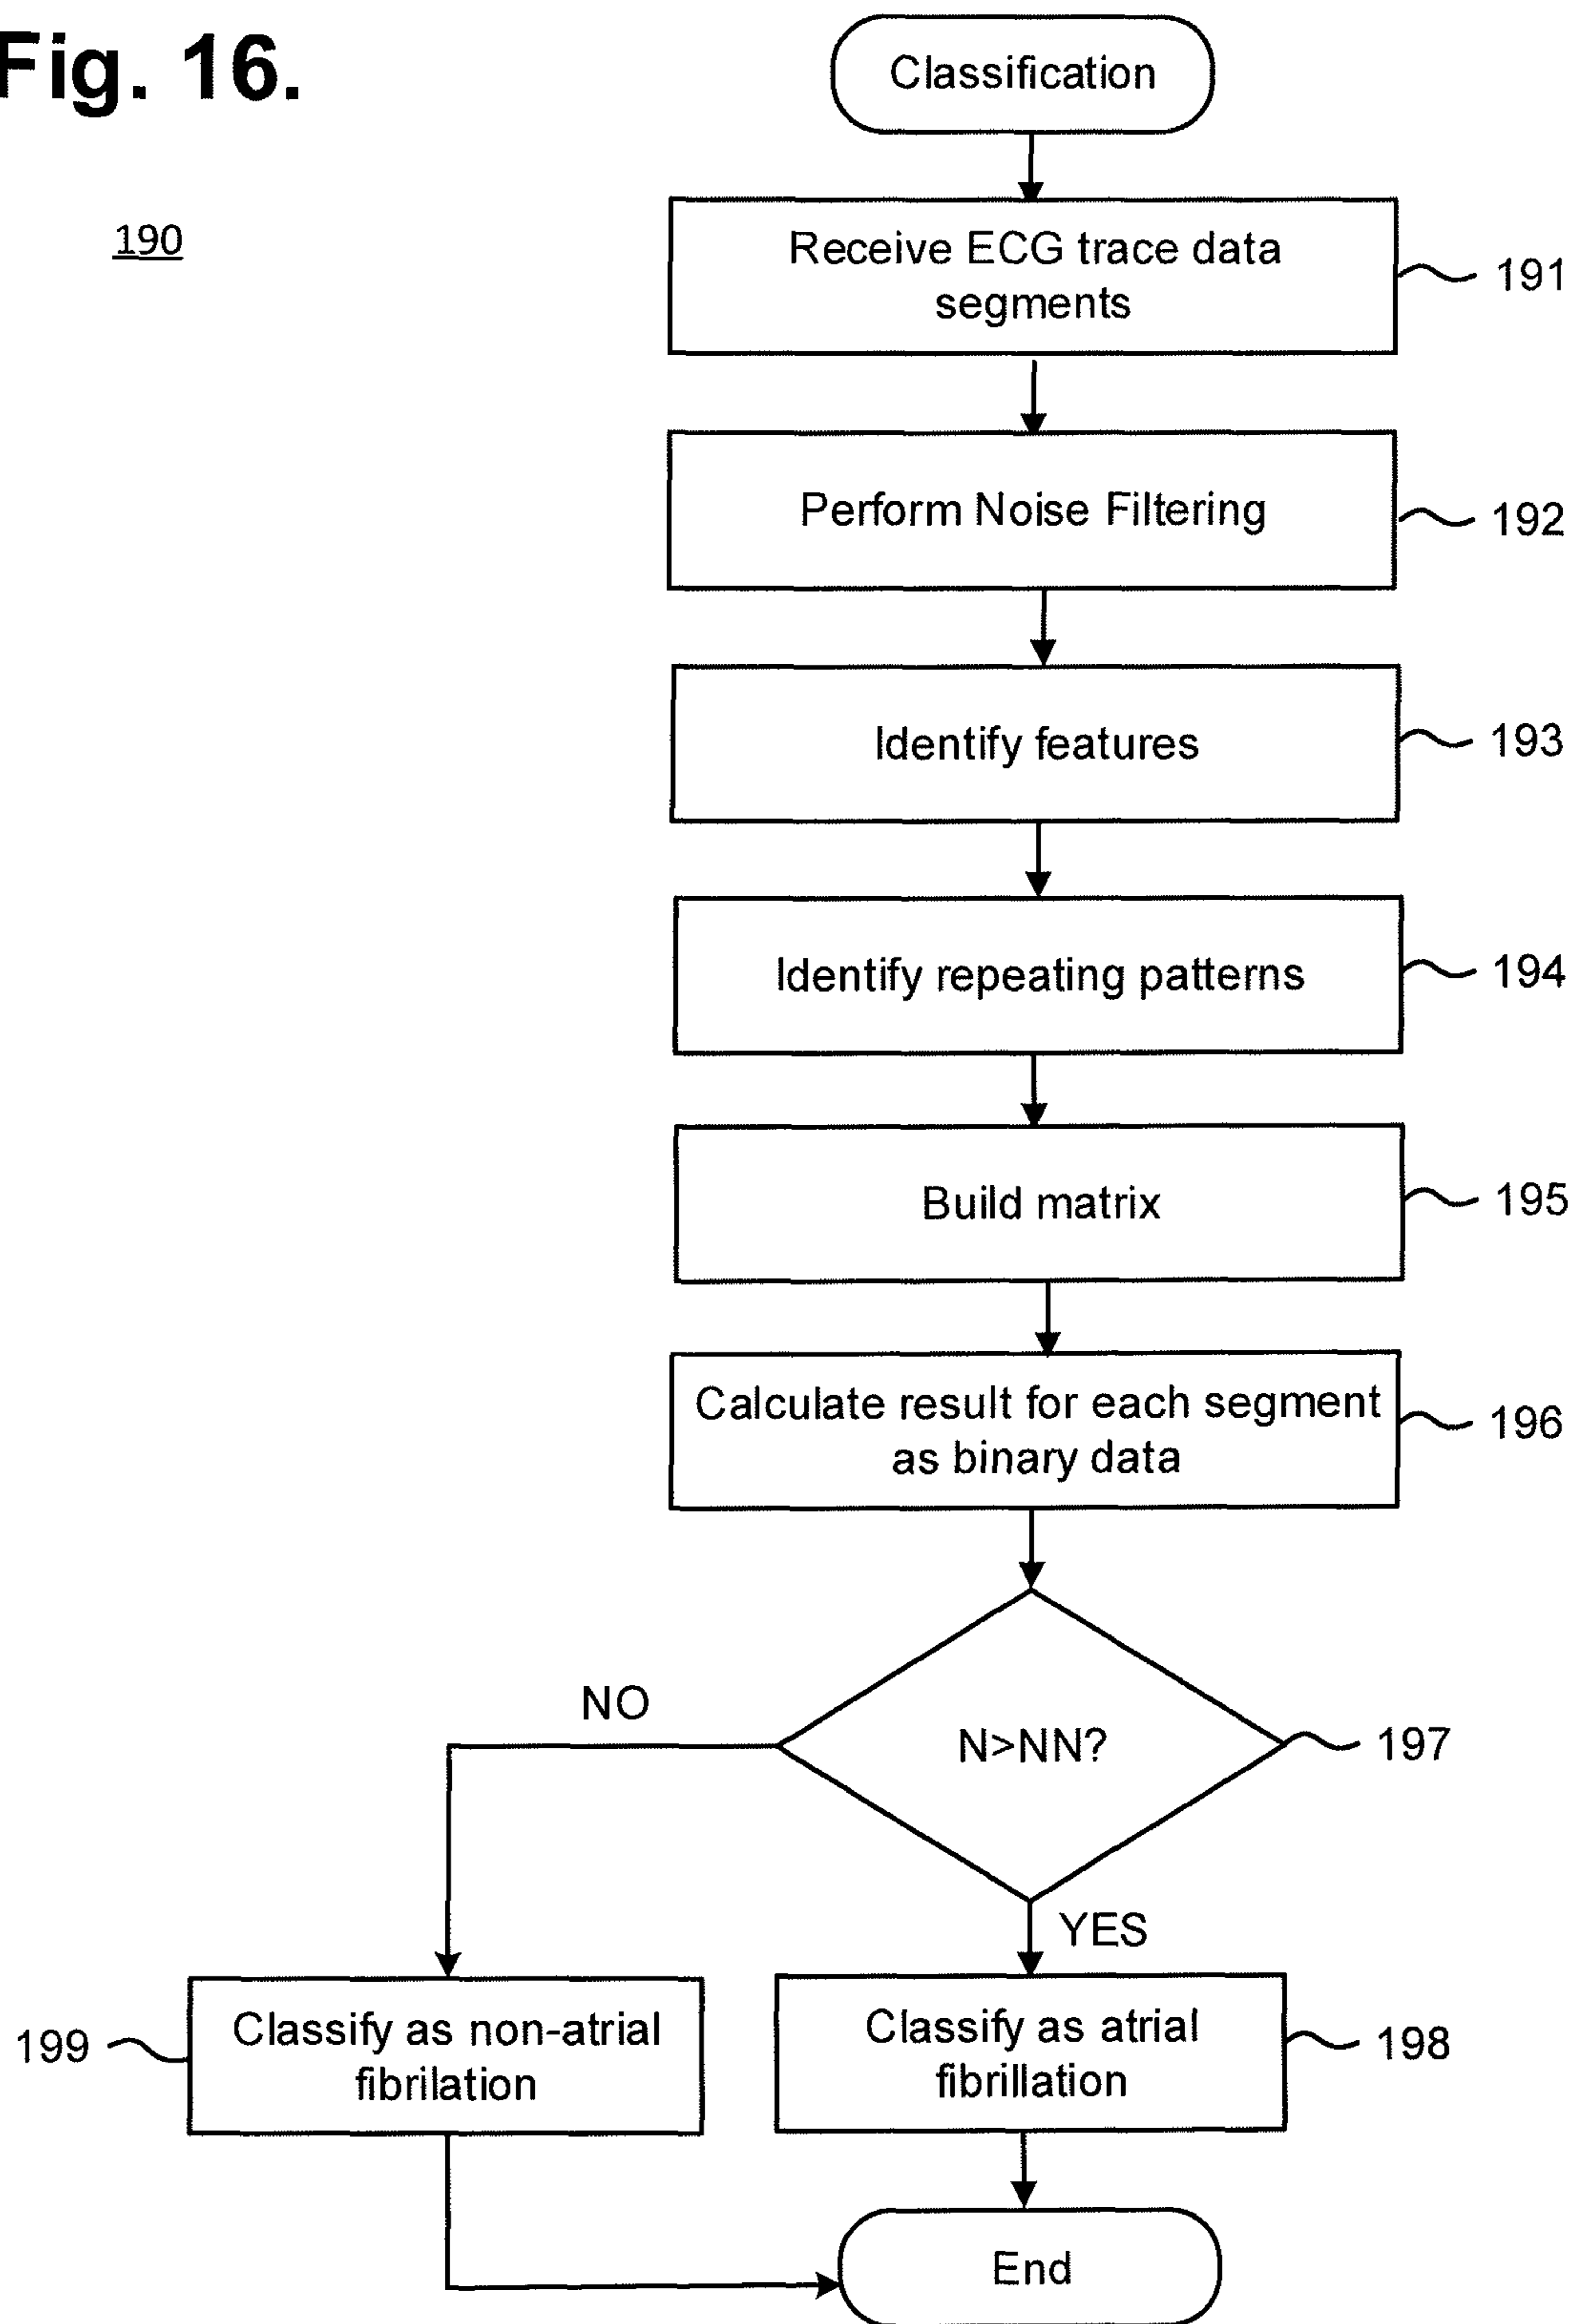 Fig. 16.
Classification
190
Receive ECG trace data
segments
191
Perform Noise Filtering
192
Identify features
193
Identify repeating patterns
194
Build matrix
195
Calculate result for each segment
as binary data
196
NO
N>NN?
197
YES
199
Classify as non-atrial
fibrilation
Classify as atrial
fibrillation
198
End